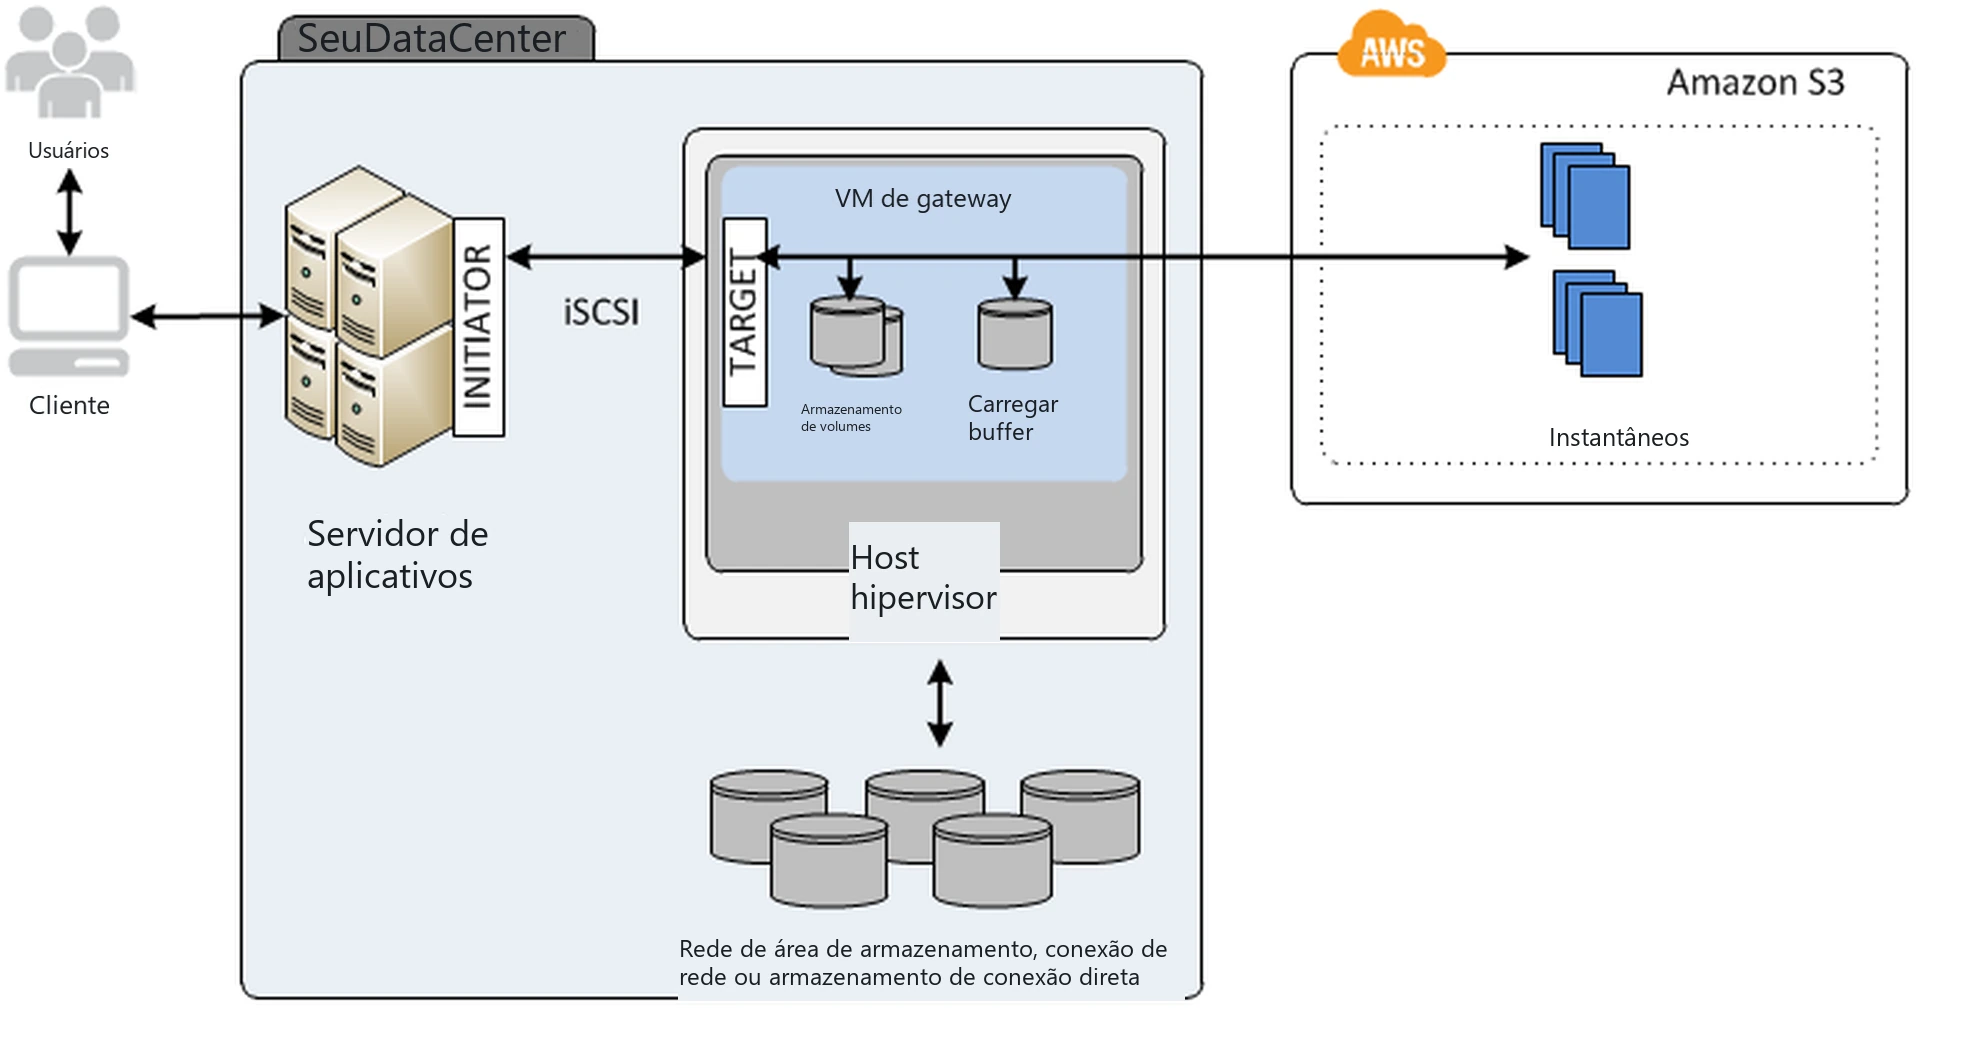 SeuDataCenter
AWS
Amazon S3
Usuários
VM de gateway
INITIATOR
iSCSI
TARGET
Cliente
Armazenamento
de volumes
Carregar
buffer
Instantâneos
Servidor de
aplicativos
Host
hipervisor
Rede de área de armazenamento, conexão de
rede ou armazenamento de conexão direta